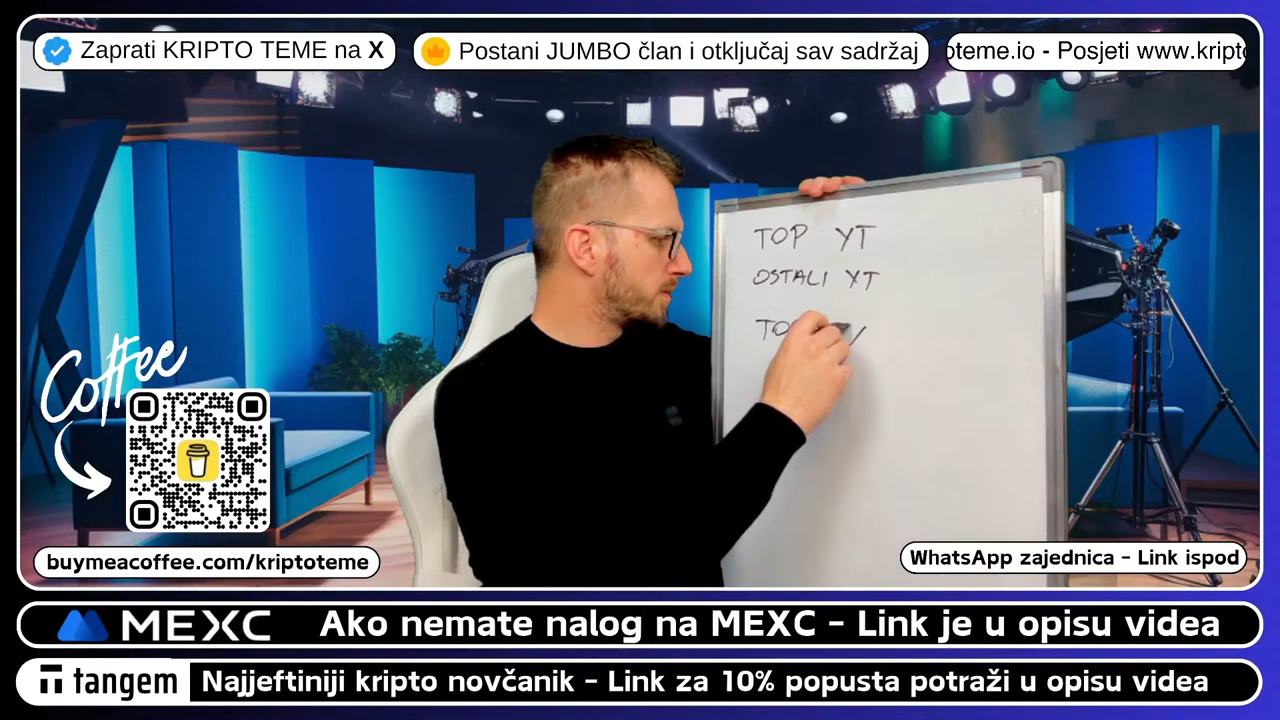 Zaprati KRIPTO TEME na X
Postani JUMBO član i otključaj sav sadržaj
oteme.io - Posjeti www.kripto
TOP YT
OSTALI YT
Coffee
buymeacoffee.com/kriptoteme
WhatsApp zajednica - Link ispod
MEXC Ako nemate nalog na MEXC - Link je u opisu videa
tangem Najjeftiniji kripto novčanik - Link za 10% popusta potraži u opisu videa